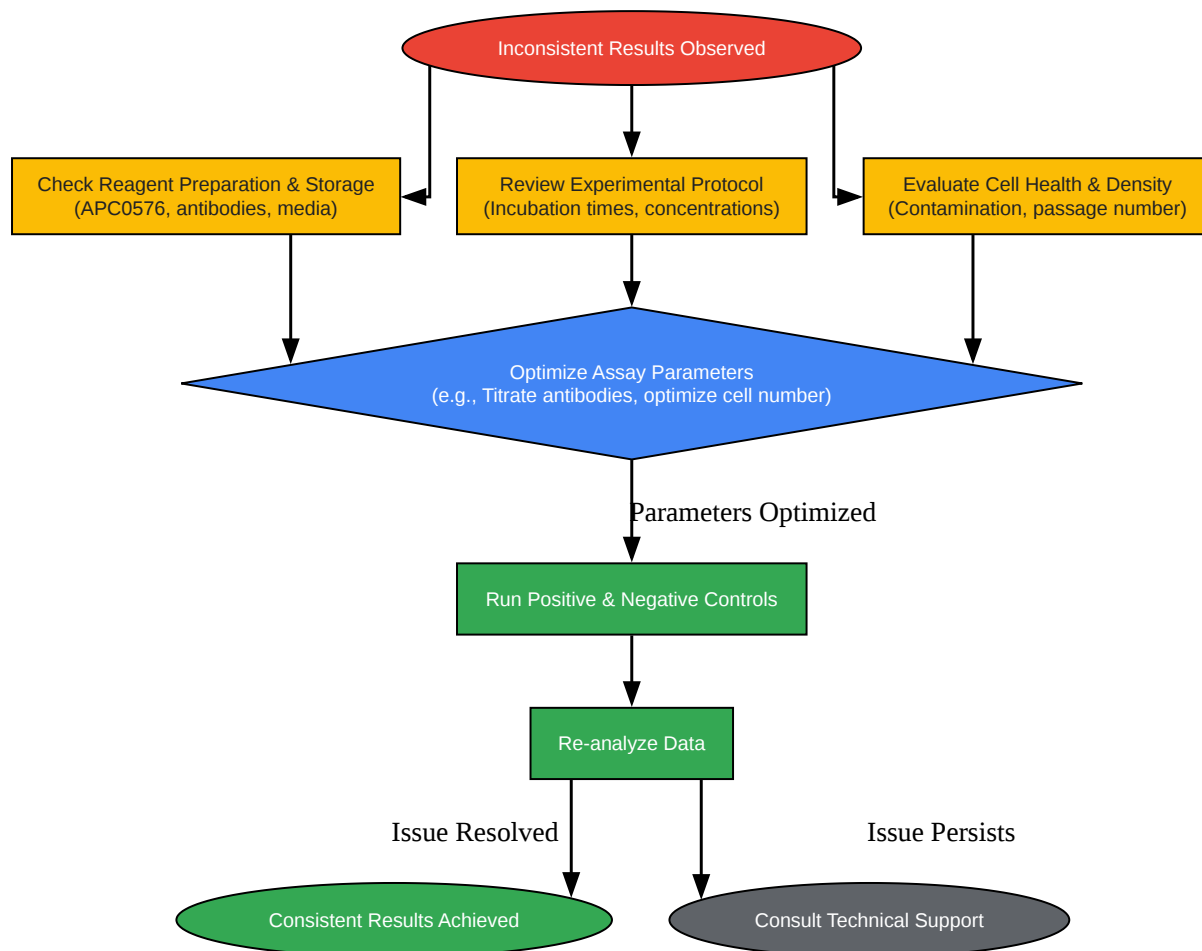 Inconsistent Results Observed
Check Reagent Preparation & Storage
(APC0576, antibodies, media)
Review Experimental Protocol
(Incubation times, concentrations)
Evaluate Cell Health & Density
(Contamination, passage number)
Optimize Assay Parameters
(e.g., Titrate antibodies, optimize cell number)
Parameters Optimized
Run Positive & Negative Controls
Re-analyze Data
Issue Resolved
Issue Persists
Consistent Results Achieved
Consult Technical Support